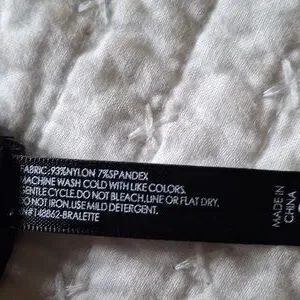 FABRIC:93%NYLON 7%SPANDEX
MACHINE WASH COLD WITH LIKE COLORS.
GENTLE CYCLE.DO NOT BLEACH.LINE OR FLAT DRY.
DO NOT IRON.USE MILD DETERGENT.
RN#148862-BRALETTE
MADE IN
CHINA